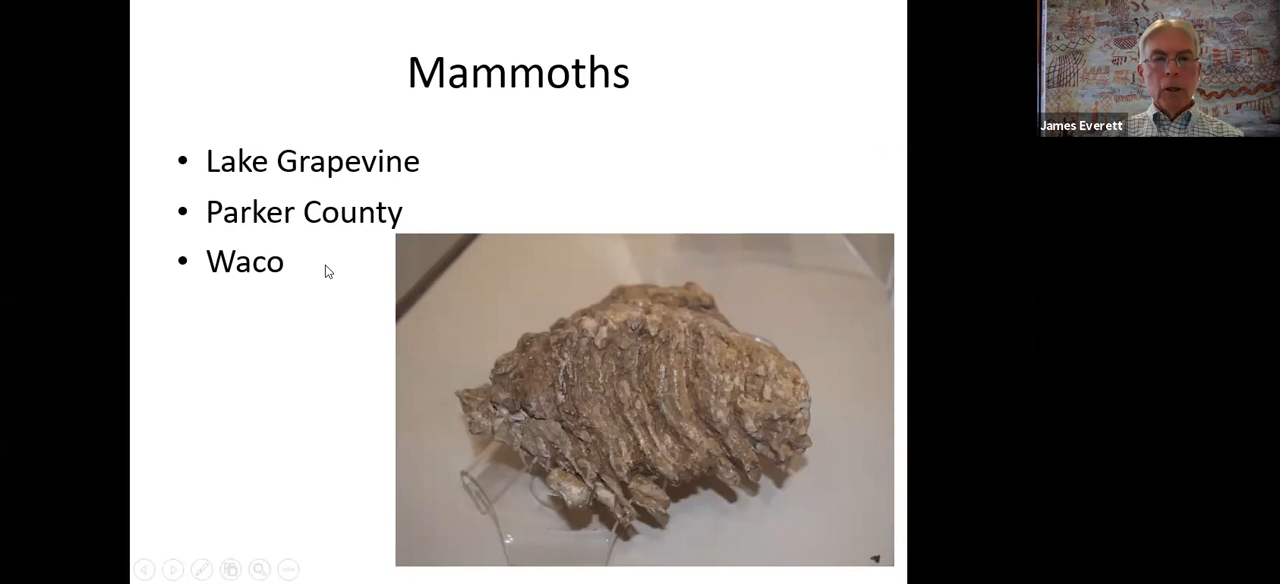 Mammoths
• Lake Grapevine
• Parker County
• Waco
James Everett